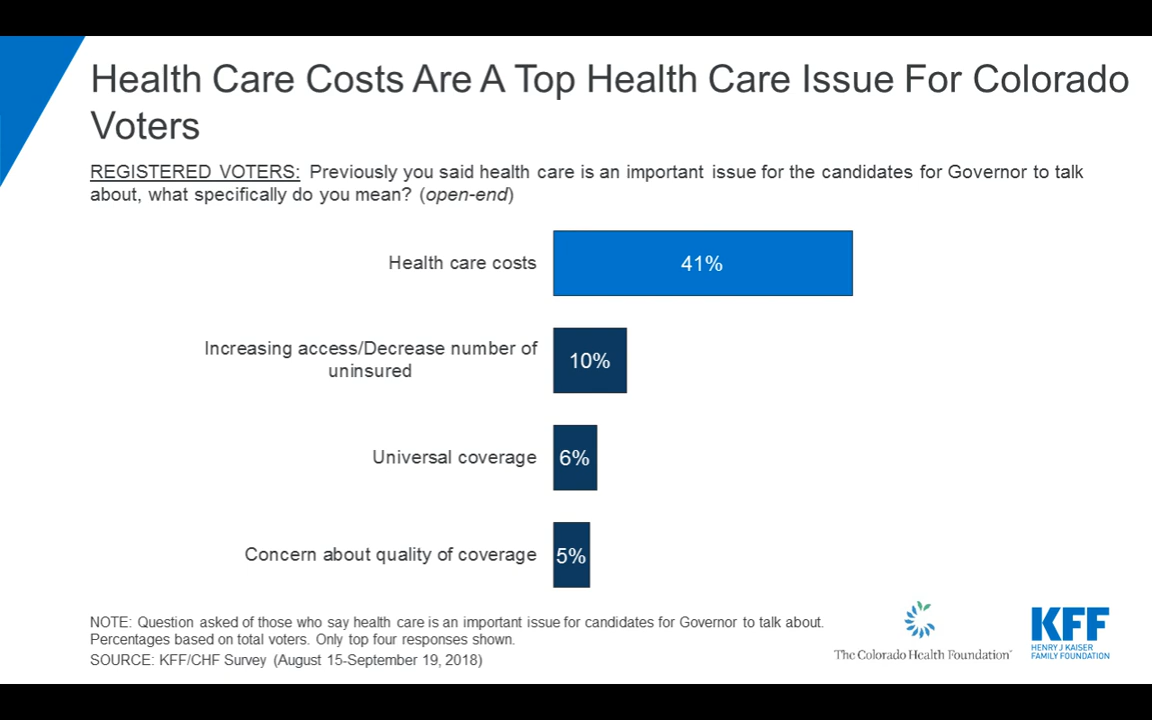 Health Care Costs Are A Top Health Care Issue For Colorado
Voters
REGISTERED VOTERS: Previously you said health care is an important issue for the candidates for Governor to talk
about, what specifically do you mean? (open-end)
Health care costs
41%
Increasing access/Decrease number of
uninsured
10%
Universal coverage
6%
Concern about quality of coverage
5%
NOTE: Question asked of those who say health care is an important issue for candidates for Governor to talk about.
Percentages based on total voters. Only top four responses shown.
SOURCE: KFF/CHF Survey (August 15-September 19, 2018)
The Colorado Health Foundation
KFF
HENRY J KAISER
FAMILY FOUNDATION